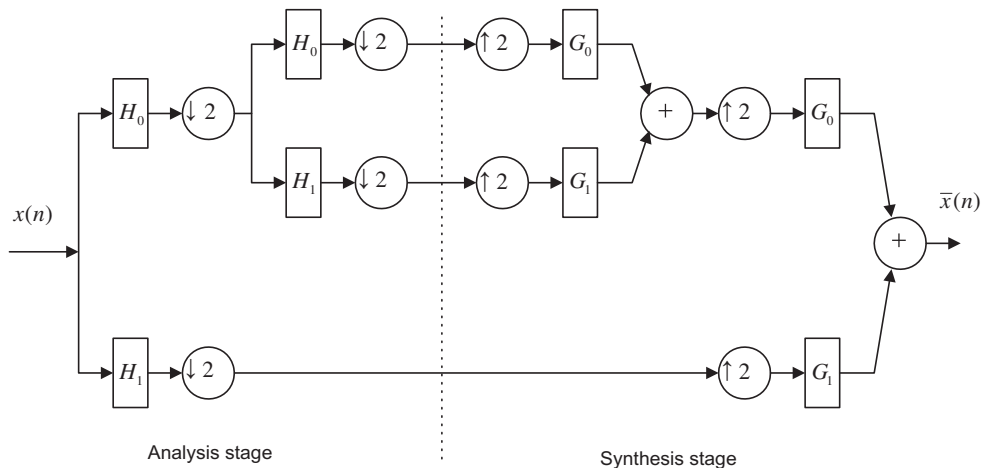 H₀ ↓2 ↑2 G₀
H₀ ↓2 + ↑2 G₀
H₁ ↓2 ↑2 G₁
x(n) x̅(n)
+
H₁ ↓2 ↑2 G₁
Analysis stage Synthesis stage